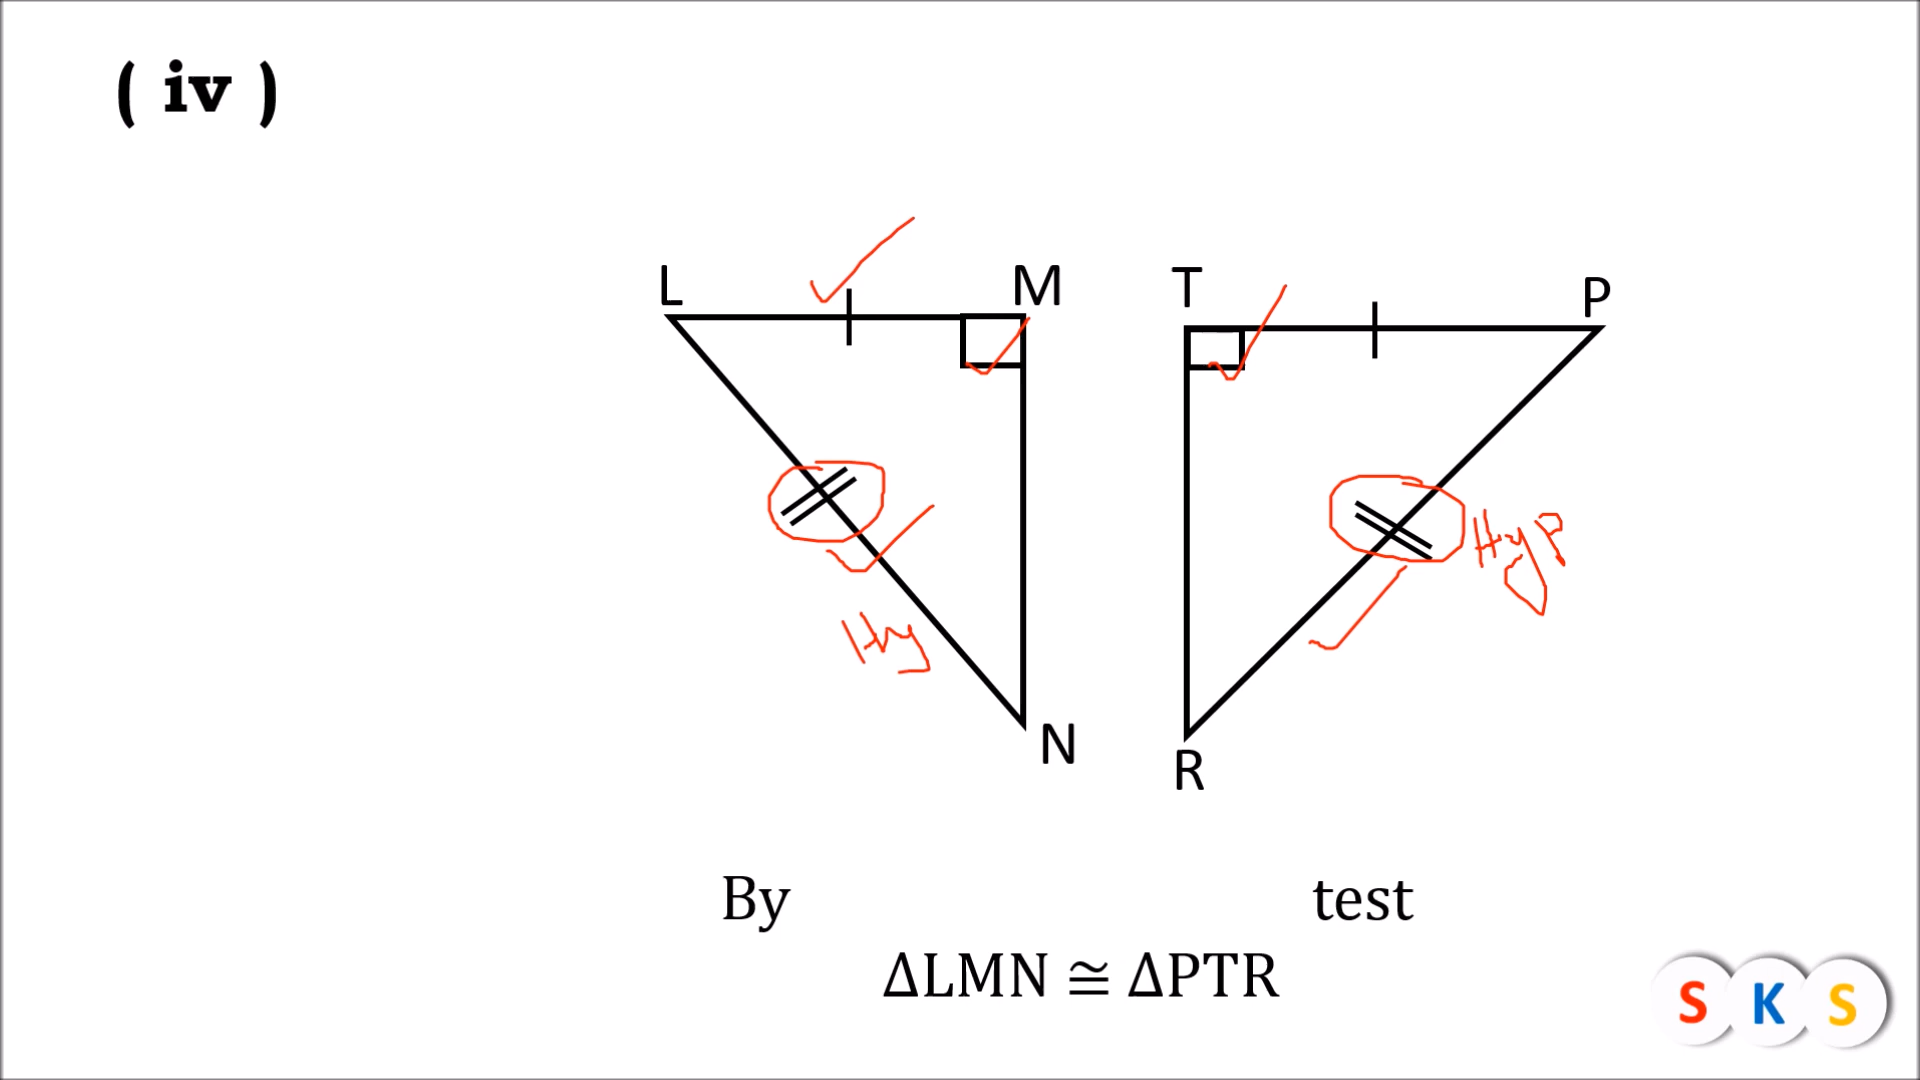 ( iv )
L M T P
Hyp
Hy
N
R
By test
ΔLMN ≅ ΔPTR
S K S